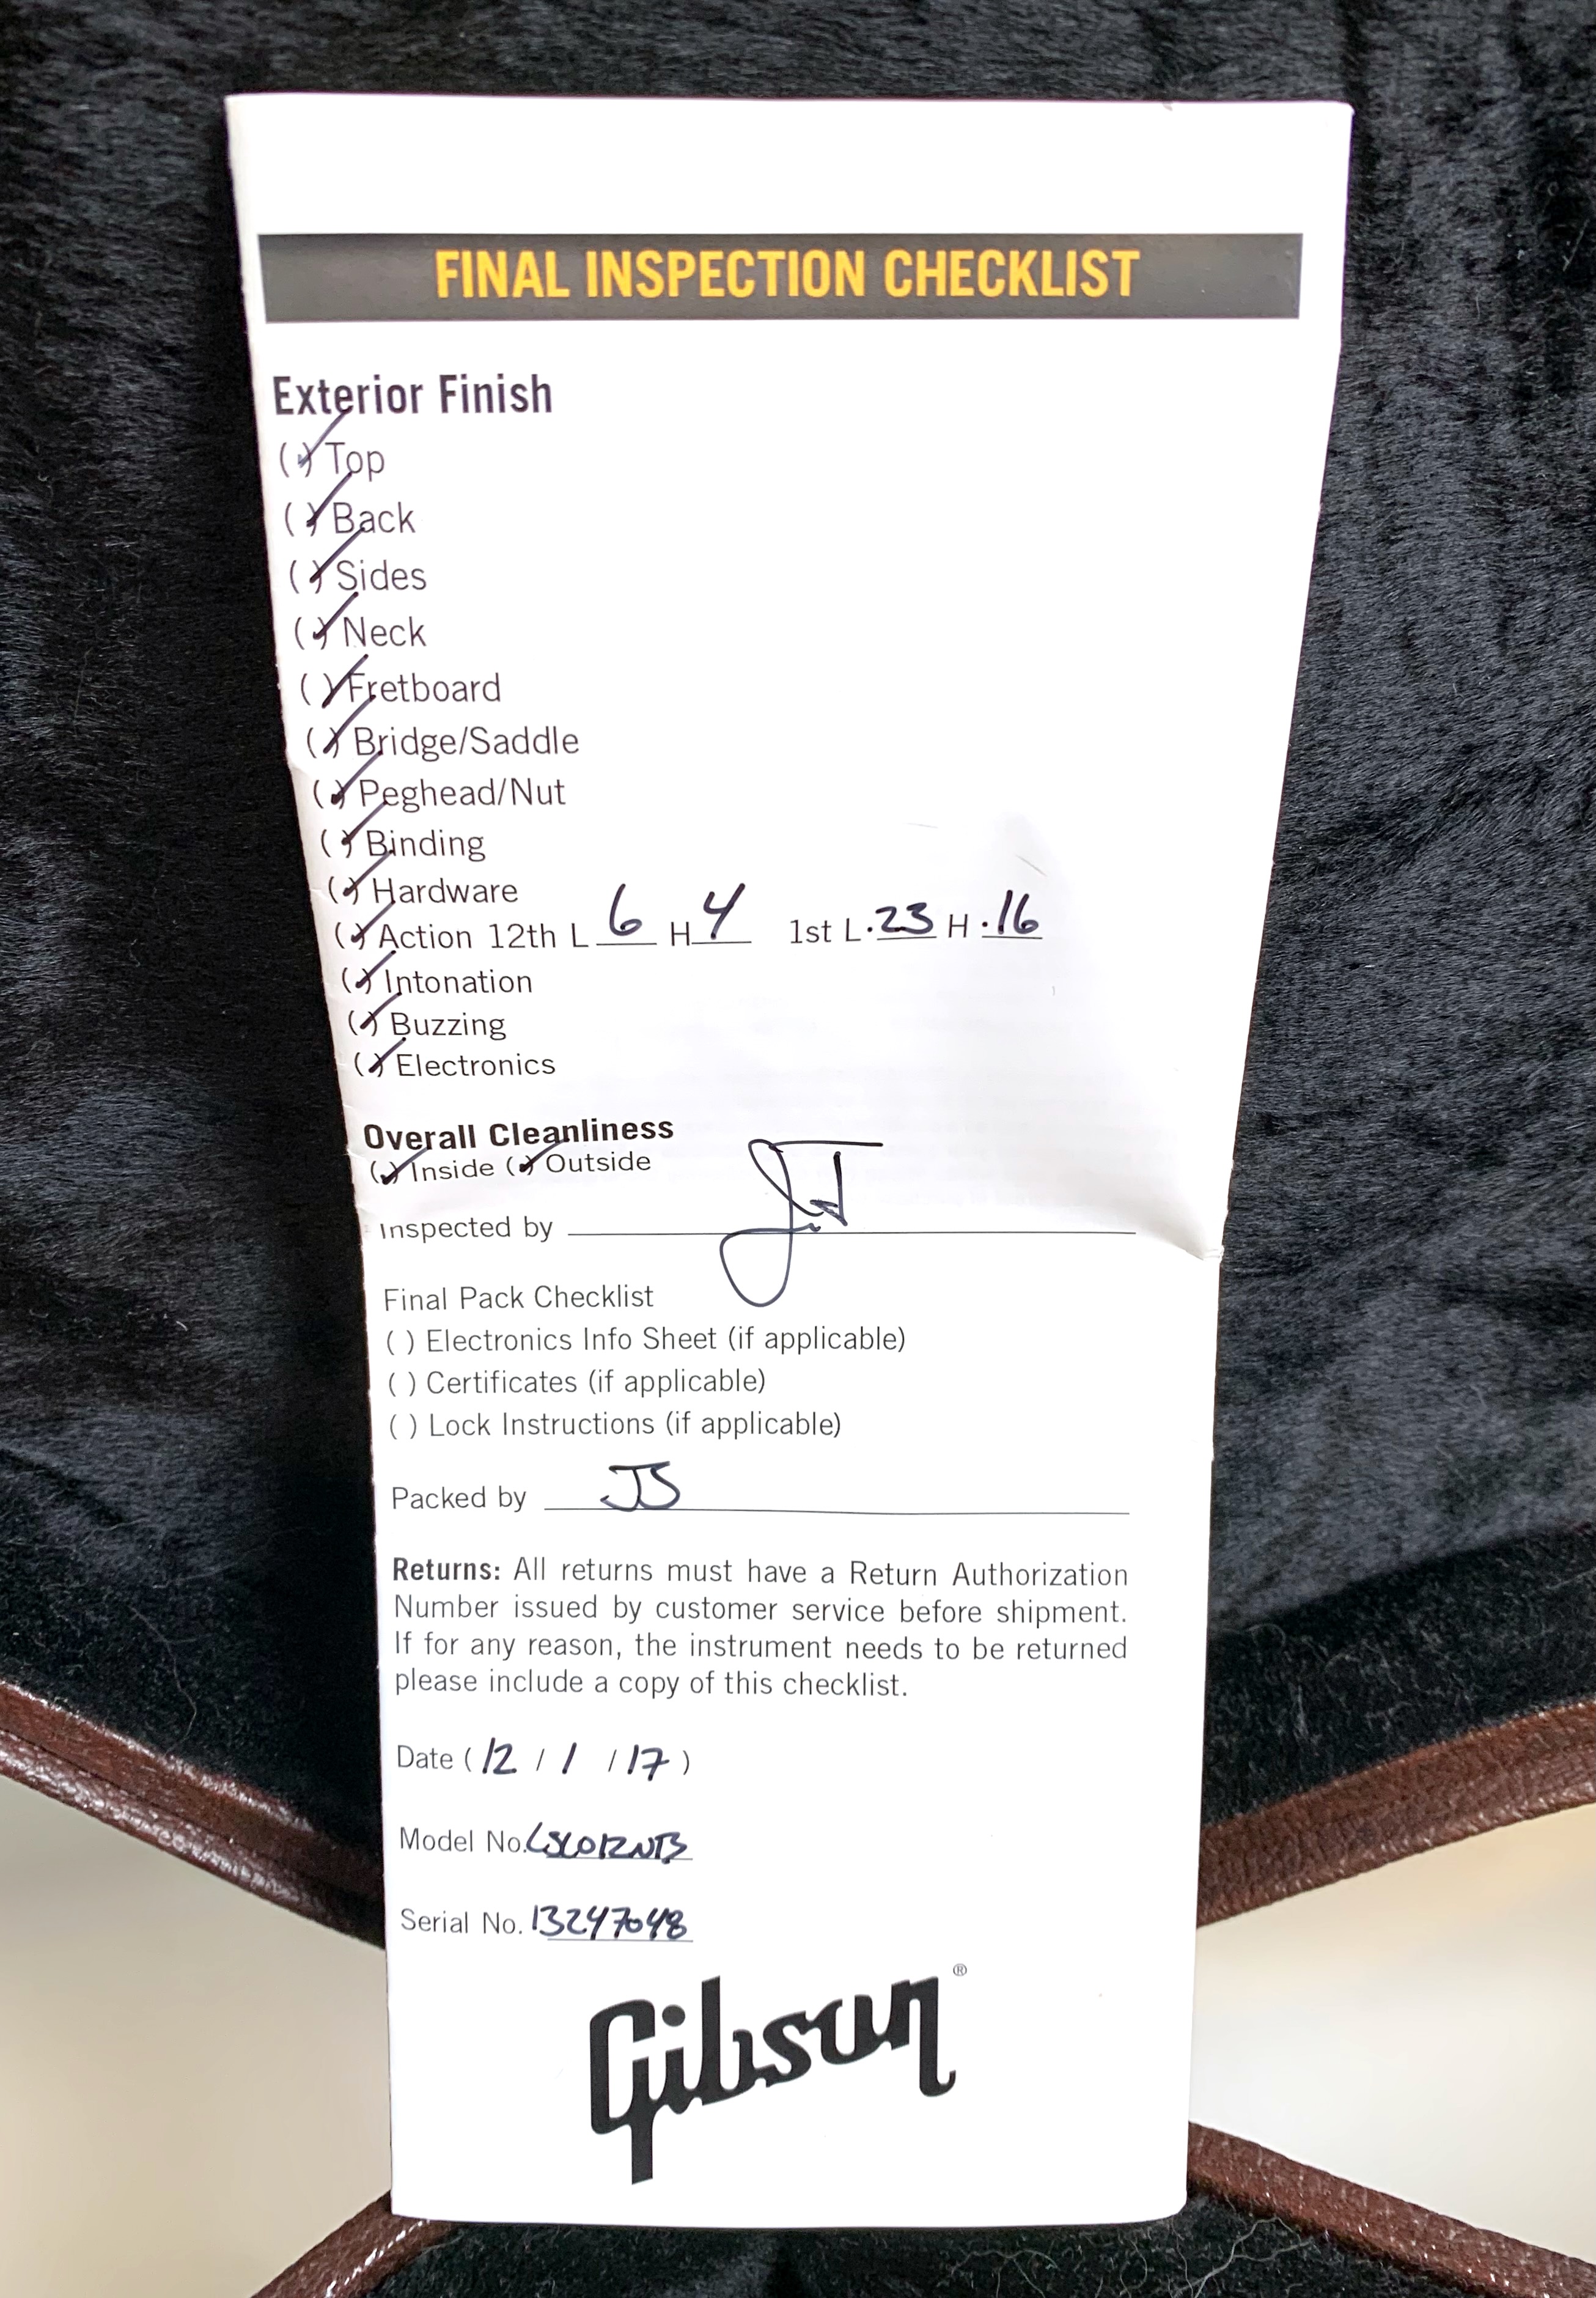 FINAL INSPECTION CHECKLIST
Exterior Finish
(✓) Top
(✓) Back
(✓) Sides
(✓) Neck
(✓) Fretboard
(✓) Bridge/Saddle
(✓) Peghead/Nut
(✓) Binding
(✓) Hardware
(✓) Action 12th L 6 H 4 1st L .23 H .16
(✓) Intonation
(✓) Buzzing
(✓) Electronics
Overall Cleanliness
(✓) Inside (✓) Outside
Inspected by
Final Pack Checklist
( ) Electronics Info Sheet (if applicable)
( ) Certificates (if applicable)
( ) Lock Instructions (if applicable)
Packed by JS
Returns: All returns must have a Return Authorization
Number issued by customer service before shipment.
If for any reason, the instrument needs to be returned
please include a copy of this checklist.
Date ( 12 / 1 / 17 )
Model No.
Serial No. 13247048
Gibson®